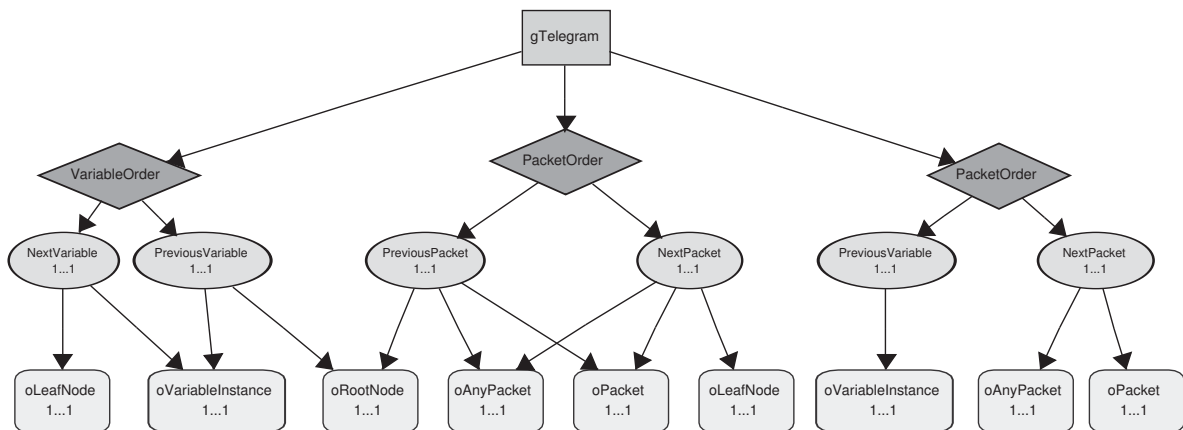 gTelegram
VariableOrder
PacketOrder
PacketOrder
NextVariable
1...1
PreviousVariable
1...1
PreviousPacket
1...1
NextPacket
1...1
PreviousVariable
1...1
NextPacket
1...1
oLeafNode
1...1
oVariableInstance
1...1
oRootNode
1...1
oAnyPacket
1...1
oPacket
1...1
oLeafNode
1...1
oVariableInstance
1...1
oAnyPacket
1...1
oPacket
1...1